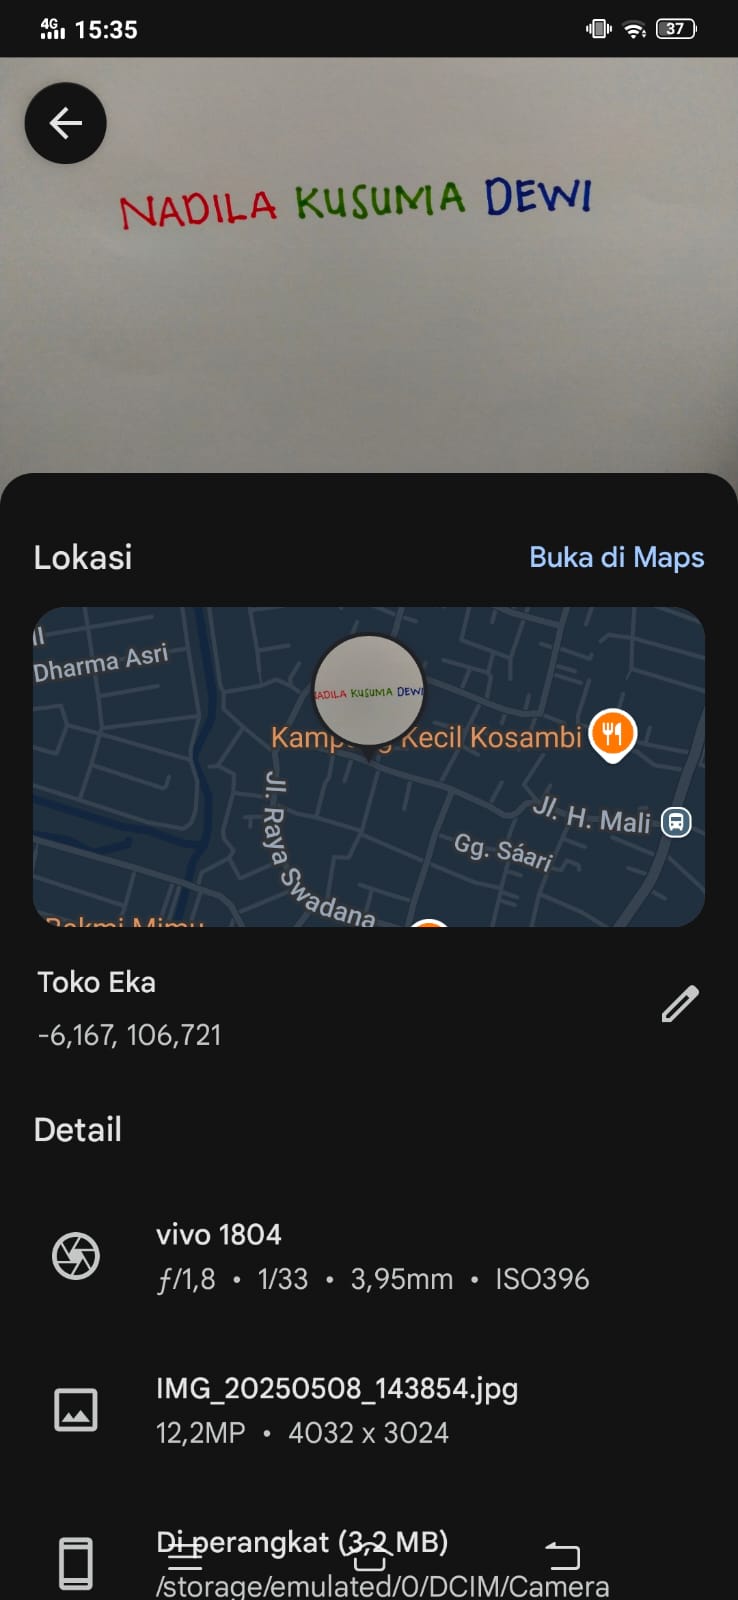 4G 15:35 37
NADILA KUSUMA DEWI
Lokasi Buka di Maps
Dharma Asri
NADILA KUSUMA DEWI
Kecil Kosambi
Jl. H. Mali
Jl. Raya Swadana
Gg. Sáari
Toko Eka
-6,167, 106,721
Detail
vivo 1804
ƒ/1,8 • 1/33 • 3,95mm • ISO396
IMG_20250508_143854.jpg
12,2MP • 4032 x 3024
Di perangkat (3,2 MB)
/storage/emulated/0/DCIM/Camera